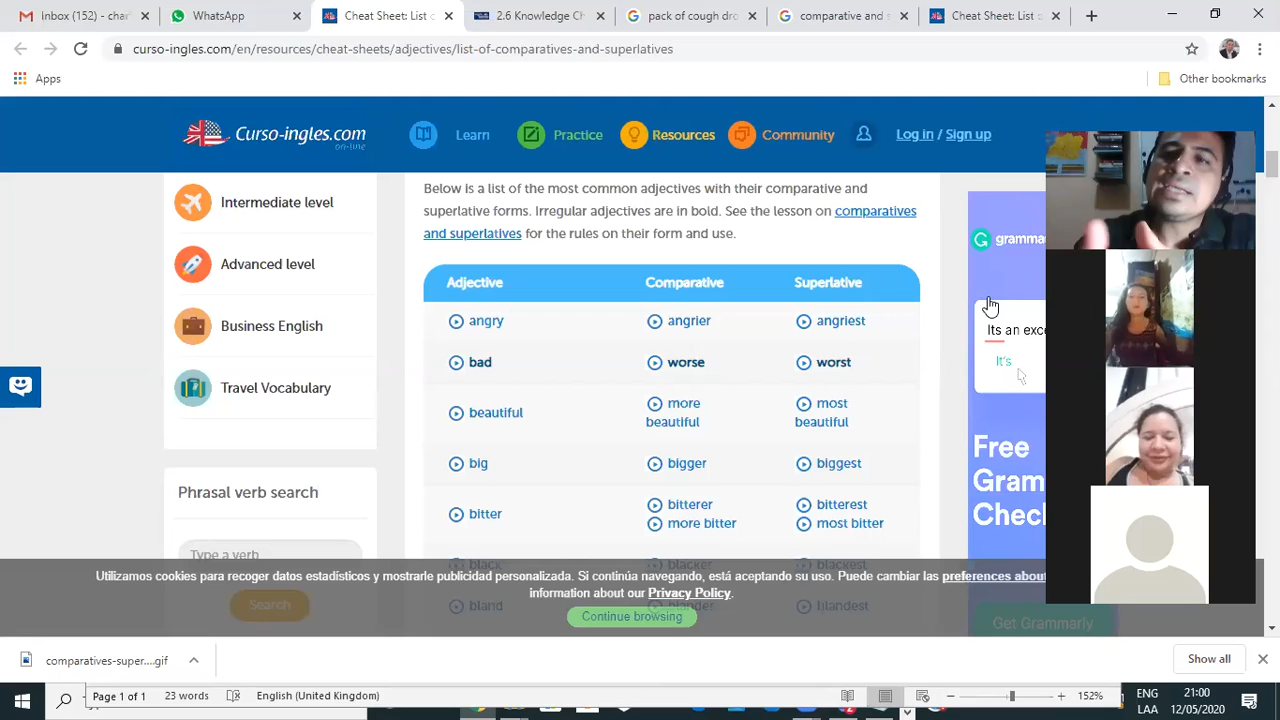 Inbox (152) - char
WhatsApp
Cheat Sheet: List c
2.6 Knowledge Ch
pack of cough dro
comparative and s
Cheat Sheet: List c
curso-ingles.com/en/resources/cheat-sheets/adjectives/list-of-comparatives-and-superlatives
Apps
Other bookmarks
Curso-ingles.com
on-line
Learn
Practice
Resources
Community
Log in / Sign up
Intermediate level
Advanced level
Business English
Travel Vocabulary
Phrasal verb search
Type a verb
Search
Below is a list of the most common adjectives with their comparative and
superlative forms. Irregular adjectives are in bold. See the lesson on comparatives
and superlatives for the rules on their form and use.
Adjective Comparative Superlative
angry angrier angriest
bad worse worst
beautiful more beautiful most beautiful
big bigger biggest
bitter bitterer bitterest
more bitter most bitter
black blacker blackest
bland blander blandest
G gramma
Its an exce
It's
Free
Gram
Check
Get Grammarly
Utilizamos cookies para recoger datos estadísticos y mostrarle publicidad personalizada. Si continúa navegando, está aceptando su uso. Puede cambiar las preferences about
information about our Privacy Policy.
Continue browsing
comparatives-super....gif
Show all
Page 1 of 1 23 words English (United Kingdom)
152%
ENG
LAA
21:00
12/05/2020